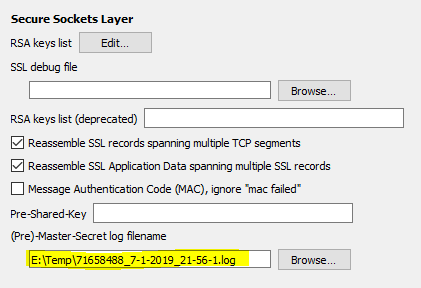 Secure Sockets Layer
RSA keys list Edit...
SSL debug file
Browse...
RSA keys list (deprecated)
Reassemble SSL records spanning multiple TCP segments
Reassemble SSL Application Data spanning multiple SSL records
Message Authentication Code (MAC), ignore "mac failed"
Pre-Shared-Key
(Pre)-Master-Secret log filename
E:\Temp\71658488_7-1-2019_21-56-1.log Browse...